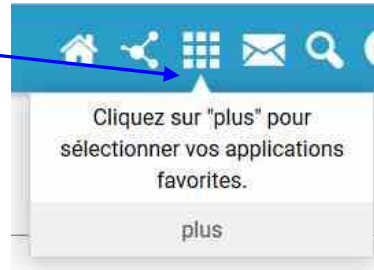 Cliquez sur "plus" pour
sélectionner vos applications
favorites.
plus